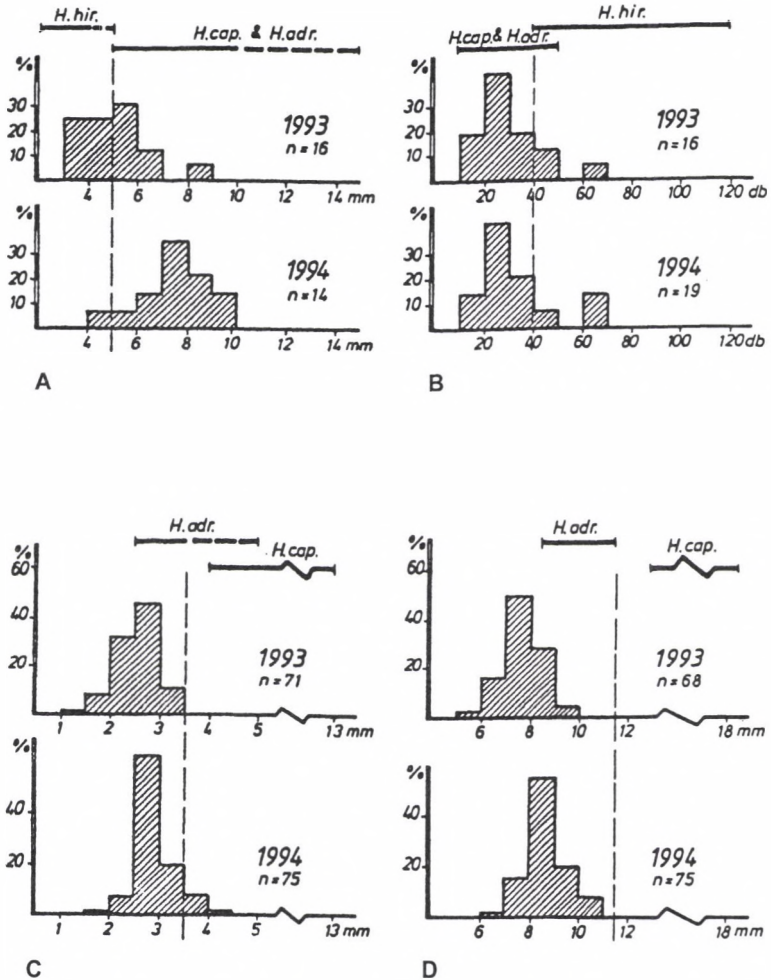 H. hir.
H.cap. & H.adr.
%
30
20
10
1993
n = 16
4 6 8 10 12 14 mm
%
30
20
10
1994
n = 14
4 6 8 10 12 14 mm
A
H. hir.
H.cap.& H.adr.
%
30
20
10
1993
n = 16
20 40 60 80 100 120 db
%
30
20
10
1994
n = 19
20 40 60 80 100 120 db
B
H.adr.
H.cap.
%
60
40
20
1993
n = 71
1 2 3 4 5 13 mm
%
40
20
1994
n = 75
1 2 3 4 5 13 mm
C
H.adr.
H.cap.
%
60
40
20
1993
n = 68
6 8 10 12 18 mm
%
40
20
1994
n = 75
6 8 10 12 18 mm
D